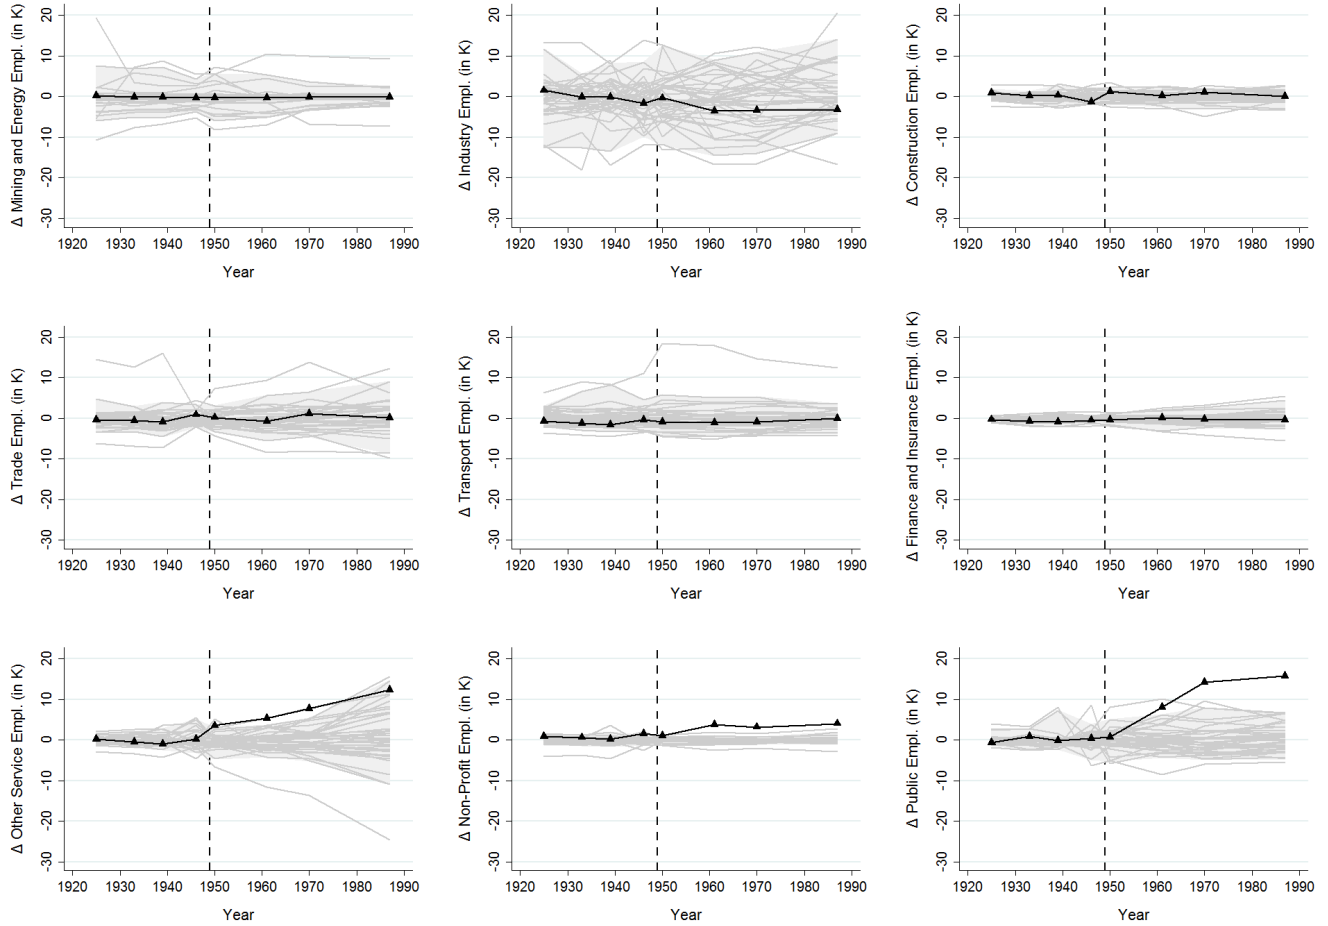 Δ Mining and Energy Empl. (in K)
20
10
0
-10
-20
-30
1920 1930 1940 1950 1960 1970 1980 1990
Year
Δ Industry Empl. (in K)
20
10
0
-10
-20
-30
1920 1930 1940 1950 1960 1970 1980 1990
Year
Δ Construction Empl. (in K)
20
10
0
-10
-20
-30
1920 1930 1940 1950 1960 1970 1980 1990
Year
Δ Trade Empl. (in K)
20
10
0
-10
-20
-30
1920 1930 1940 1950 1960 1970 1980 1990
Year
Δ Transport Empl. (in K)
20
10
0
-10
-20
-30
1920 1930 1940 1950 1960 1970 1980 1990
Year
Δ Finance and Insurance Empl. (in K)
20
10
0
-10
-20
-30
1920 1930 1940 1950 1960 1970 1980 1990
Year
Δ Other Service Empl. (in K)
20
10
0
-10
-20
-30
1920 1930 1940 1950 1960 1970 1980 1990
Year
Δ Non-Profit Empl. (in K)
20
10
0
-10
-20
-30
1920 1930 1940 1950 1960 1970 1980 1990
Year
Δ Public Empl. (in K)
20
10
0
-10
-20
-30
1920 1930 1940 1950 1960 1970 1980 1990
Year